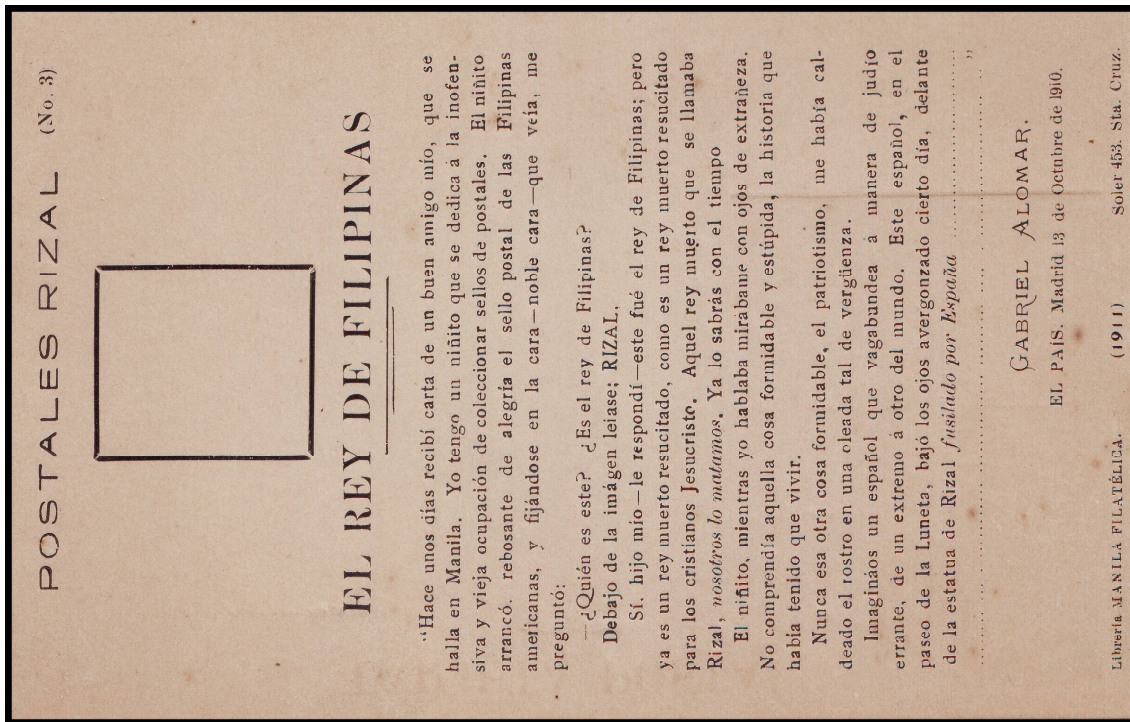 POSTALES RIZAL (No. 3)
EL REY DE FILIPINAS
“Hace unos días recibí carta de un buen amigo mío, que se
halla en Manila. Yo tengo un niñito que se dedica á la inofen-
siva y vieja ocupación de coleccionar sellos de postales. El niñito
arrancó. rebosante de alegría el sello postal de las Filipinas
americanas, y fijándose en la cara—noble cara—que veía, me
preguntó:
—¿Quién es este? ¿Es el rey de Filipinas?
Debajo de la imágen leíase; RIZAL.
Sí, hijo mío—le respondí—este fué el rey de Filipinas; pero
ya es un rey muerto resucitado, como es un rey muerto resucitado
para los cristianos Jesucristo. Aquel rey muerto que se llamaba
Rizal, nosotros lo matamos. Ya lo sabrás con el tiempo
El niñito, mientras yo hablaba mirábame con ojos de extrañeza.
No comprendía aquella cosa formidable y estúpida, la historia que
había tenido que vivir.
Nunca esa otra cosa formidable, el patriotismo, me había cal-
deado el rostro en una oleada tal de vergüenza.
Imagináos un español que vagabundea á manera de judío
errante, de un extremo á otro del mundo. Este español, en el
paseo de la Luneta, bajó los ojos avergonzado cierto día, delante
de la estatua de Rizal fusilado por España ....................
........................................................................ ”
GABRIEL ALOMAR.
EL PAÍS. Madrid 13 de Octubre de 1910.
Librería MANILA FILATÉLICA. (1911) Soler 453. Sta. Cruz.